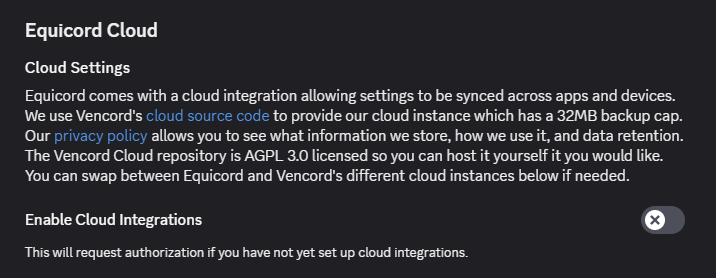 Equicord Cloud
Cloud Settings
Equicord comes with a cloud integration allowing settings to be synced across apps and devices.
We use Vencord's cloud source code to provide our cloud instance which has a 32MB backup cap.
Our privacy policy allows you to see what information we store, how we use it, and data retention.
The Vencord Cloud repository is AGPL 3.0 licensed so you can host it yourself it you would like.
You can swap between Equicord and Vencord's different cloud instances below if needed.
Enable Cloud Integrations
This will request authorization if you have not yet set up cloud integrations.